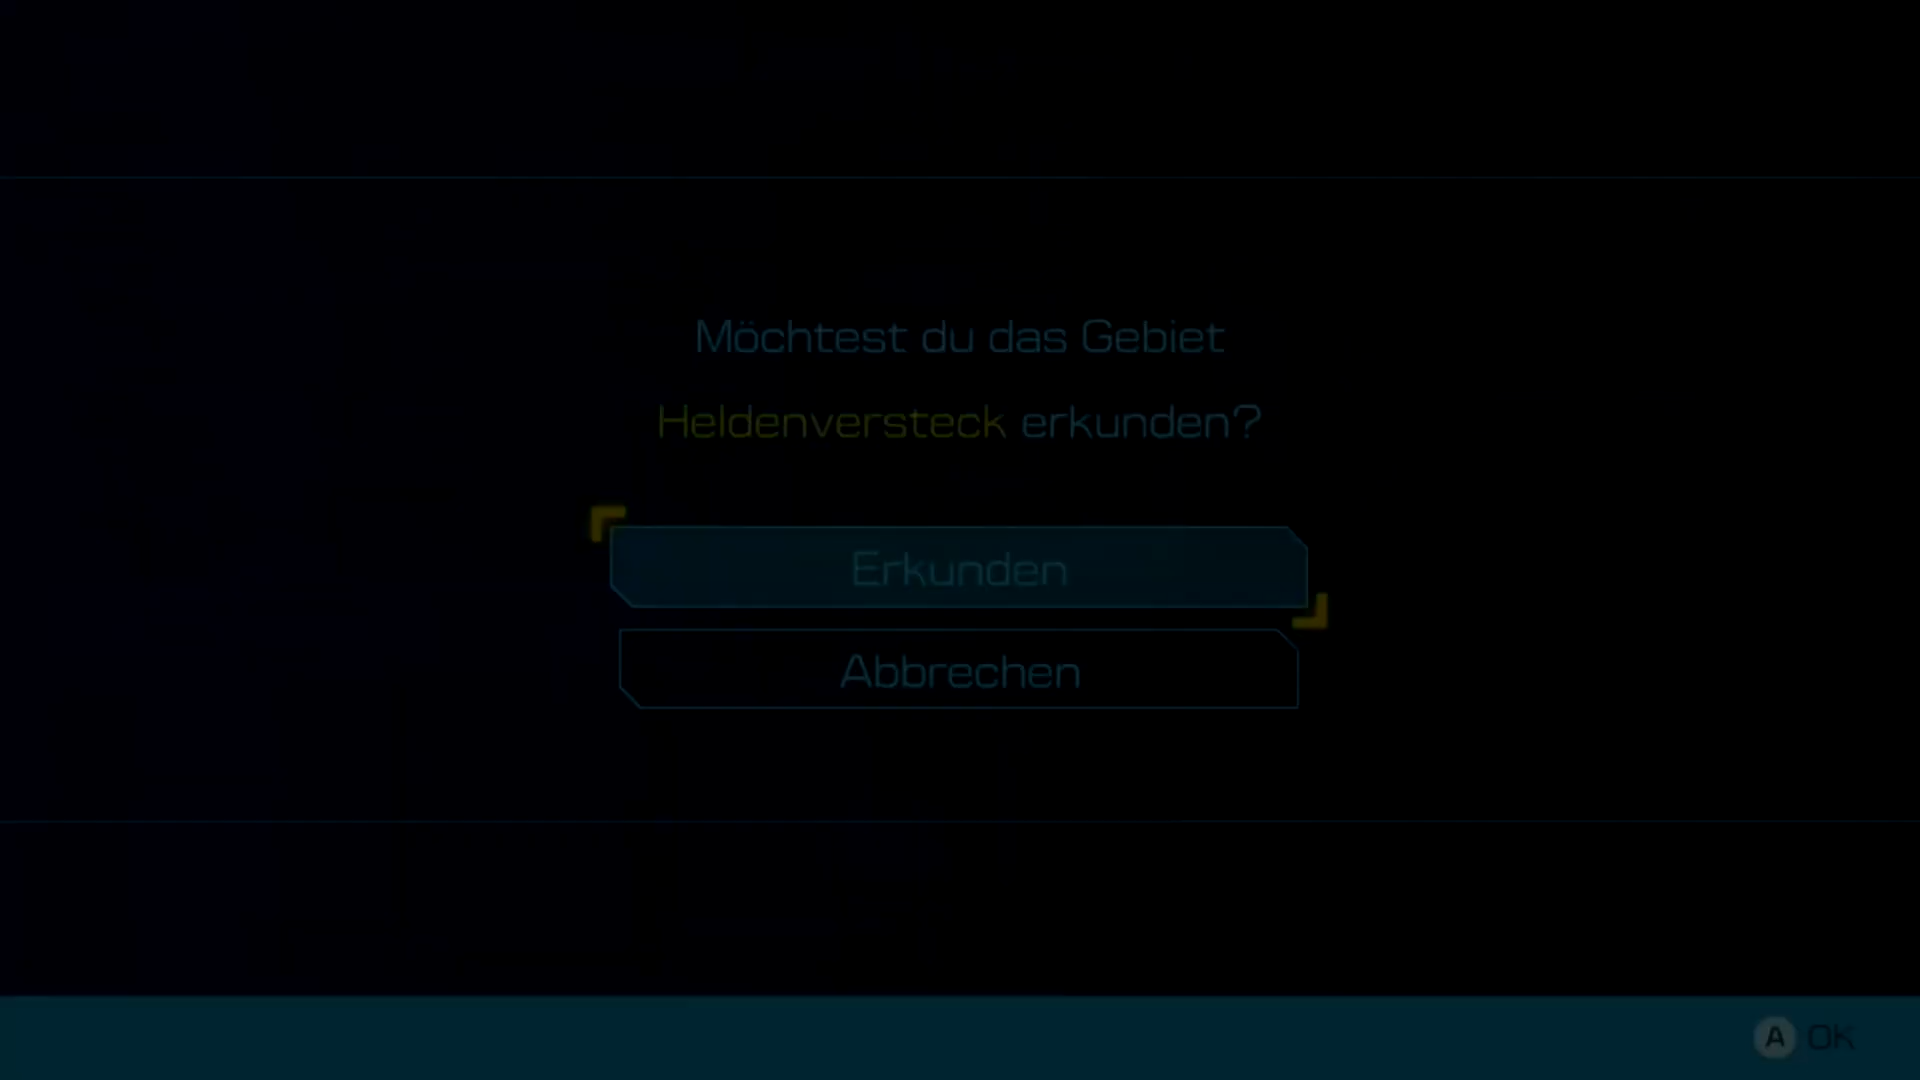 Möchtest du das Gebiet
Heldenversteck erkunden?
Erkunden
Abbrechen
A OK